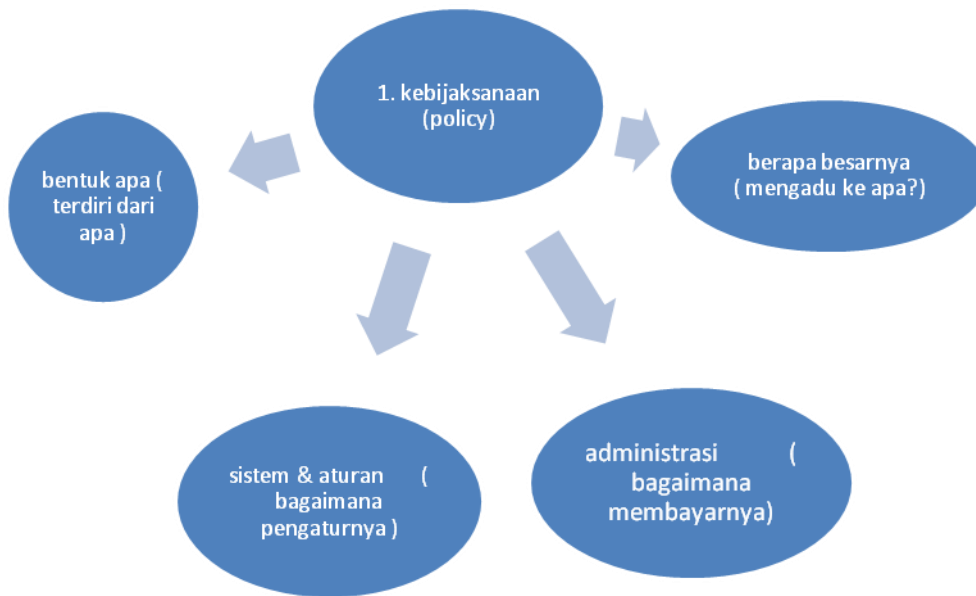 1. kebijaksanaan
(policy)
bentuk apa (
terdiri dari
apa )
berapa besarnya
( mengadu ke apa?)
sistem & aturan (
bagaimana
pengaturnya )
administrasi (
bagaimana
membayarnya)